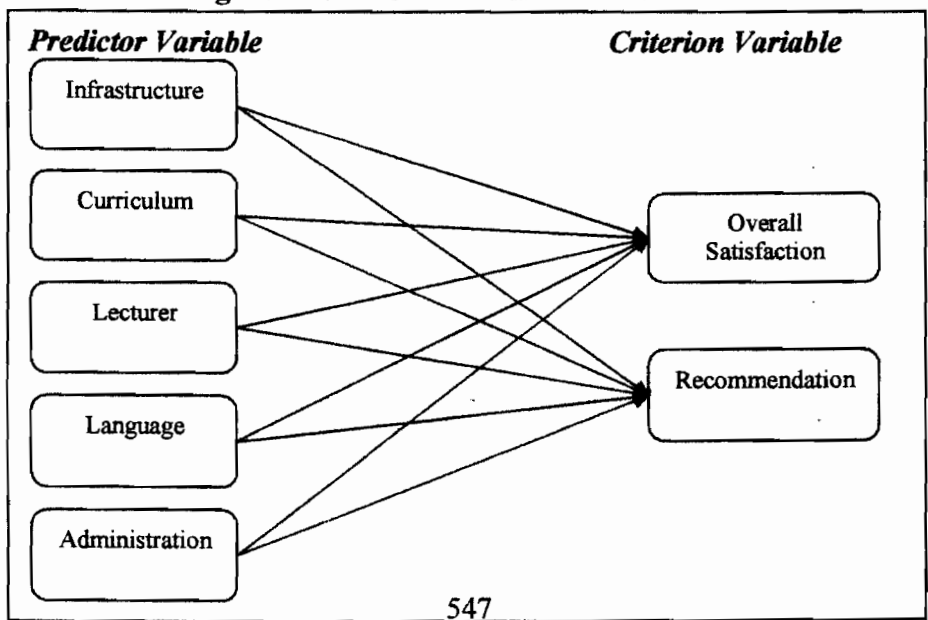 Predictor Variable
Criterion Variable
Infrastructure
Curriculum
Lecturer
Language
Administration
Overall
Satisfaction
Recommendation
547